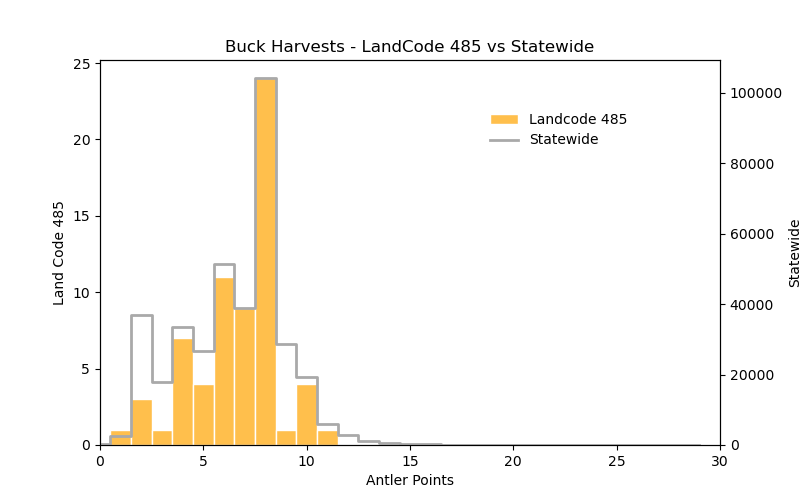 Buck Harvests - LandCode 485 vs Statewide
25
20
15
10
5
0
Land Code 485
Landcode 485
Statewide
100000
80000
60000
40000
20000
0
Statewide
0 5 10 15 20 25 30
Antler Points